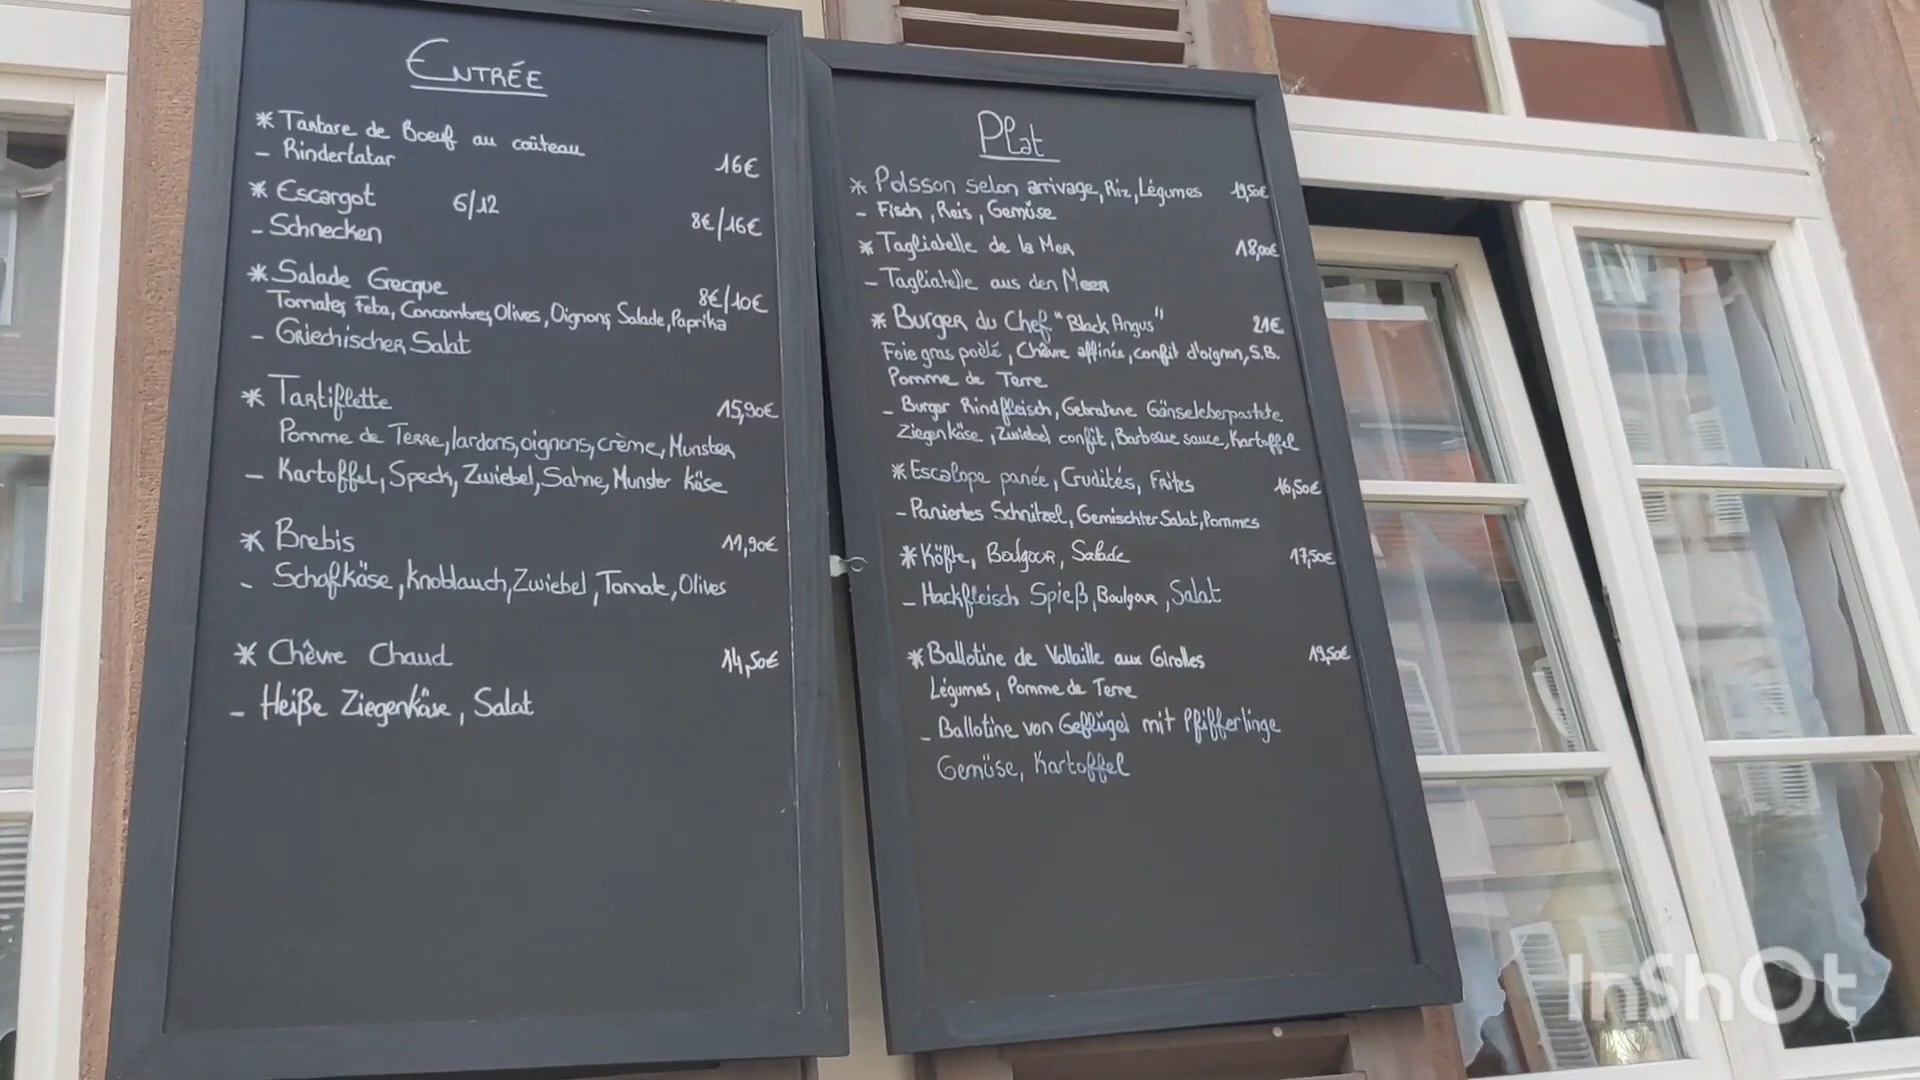 ENTRÉE
* Tartare de Boeuf au coûteau
- Rindertatar 16€
* Escargot 6/12
- Schnecken 8€/16€
* Salade Grecque
Tomates, Feta, Concombres, Olives, Oignons, Salade, Paprika 8€/10€
- Griechischer Salat
* Tartiflette 15,90€
Pomme de Terre, lardons, oignons, crème, Munster
- Kartoffel, Speck, Zwiebel, Sahne, Munster käse
* Brebis 11,90€
- Schafkäse, Knoblauch, Zwiebel, Tomate, Olives
* Chêvre Chaud 14,50€
- Heiße Ziegenkäse, Salat
Plat
* Poisson selon arrivage, Riz, Légumes 19,50€
- Fisch, Reis, Gemüse
* Tagliatelle de la Mer 18,00€
- Tagliatelle aus den Meer
* Burger du Chef "Black Angus" 21€
Foie gras poêlé, Chêvre affinée, confit d'oignon, S.B.
Pomme de Terre
- Burger Rindfleisch, Gebratene Gänseleberpastete
Ziegenkäse, Zwiebel confit, Barbecue sauce, Kartoffel
* Escalope panée, Crudités, Frites 16,50€
- Paniertes Schnitzel, Gemischter Salat, Pommes
* Köfte, Boulgour, Salade 17,50€
- Hackfleisch Spieß, Boulgour, Salat
* Ballotine de Vollaille aux Girolles 19,50€
Légumes, Pomme de Terre
- Ballotine von Geflügel mit Pfifferlinge
Gemüse, Kartoffel
InShOt